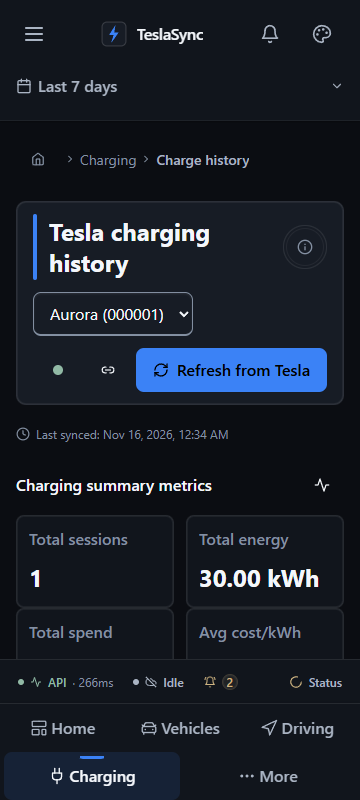 TeslaSync
Last 7 days
Charging
Charge history
Tesla charging
history
Aurora (000001)
Refresh from Tesla
Last synced: Nov 16, 2026, 12:34 AM
Charging summary metrics
Total sessions
1
Total energy
30.00 kWh
Total spend
Avg cost/kWh
API · 266ms
Idle
2
Status
Home
Vehicles
Driving
Charging
More